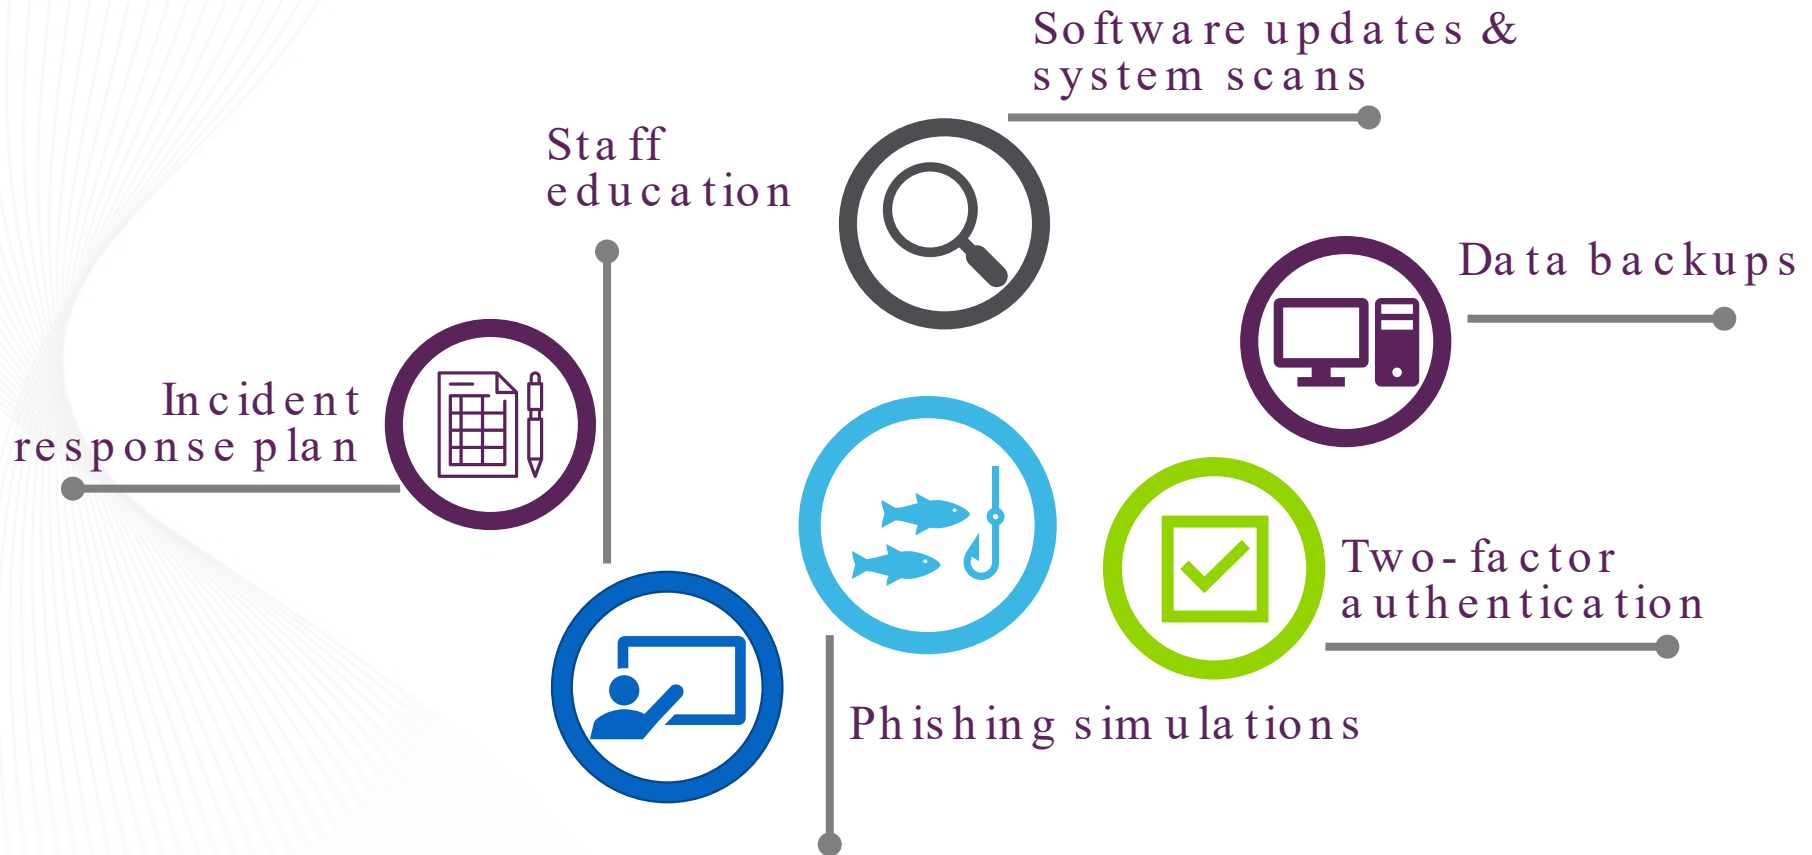 Software updates &
system scans
Staff
education
Data backups
Incident
response plan
Two-factor
authentication
Phishing simulations